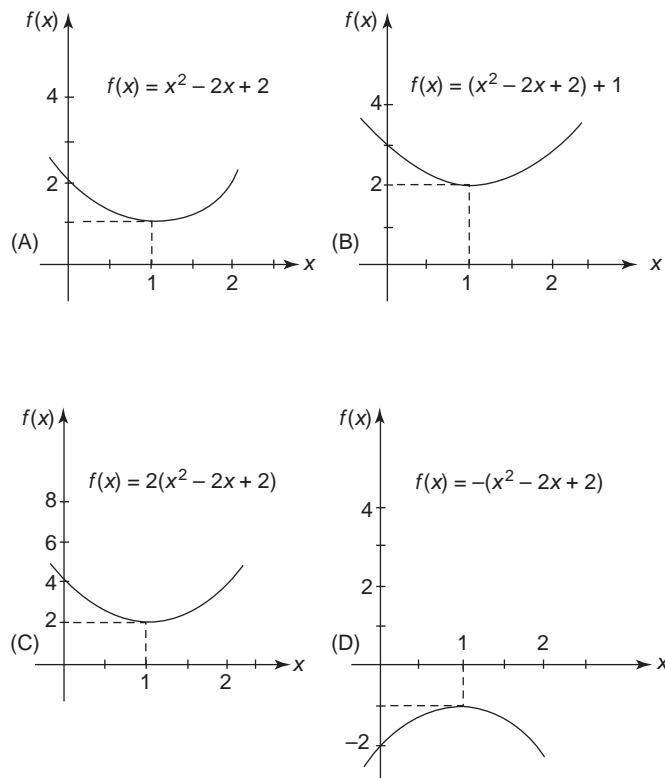 f(x)
f(x) = x² − 2x + 2
4
2
(A)
1
2
x
f(x)
f(x) = (x² − 2x + 2) + 1
4
3
2
(B)
1
2
x
f(x)
f(x) = 2(x² − 2x + 2)
8
6
4
2
(C)
1
2
x
f(x)
f(x) = −(x² − 2x + 2)
4
2
(D)
1
2
x
−2